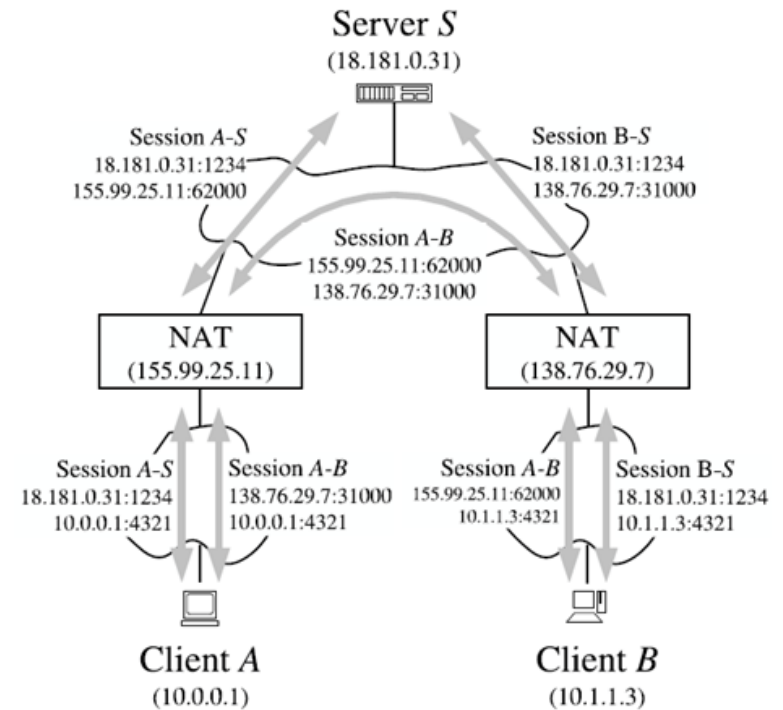 Server S
(18.181.0.31)
Session A-S
18.181.0.31:1234
155.99.25.11:62000
Session B-S
18.181.0.31:1234
138.76.29.7:31000
Session A-B
155.99.25.11:62000
138.76.29.7:31000
NAT
(155.99.25.11)
NAT
(138.76.29.7)
Session A-S
18.181.0.31:1234
10.0.0.1:4321
Session A-B
138.76.29.7:31000
10.0.0.1:4321
Session A-B
155.99.25.11:62000
10.1.1.3:4321
Session B-S
18.181.0.31:1234
10.1.1.3:4321
Client A
(10.0.0.1)
Client B
(10.1.1.3)